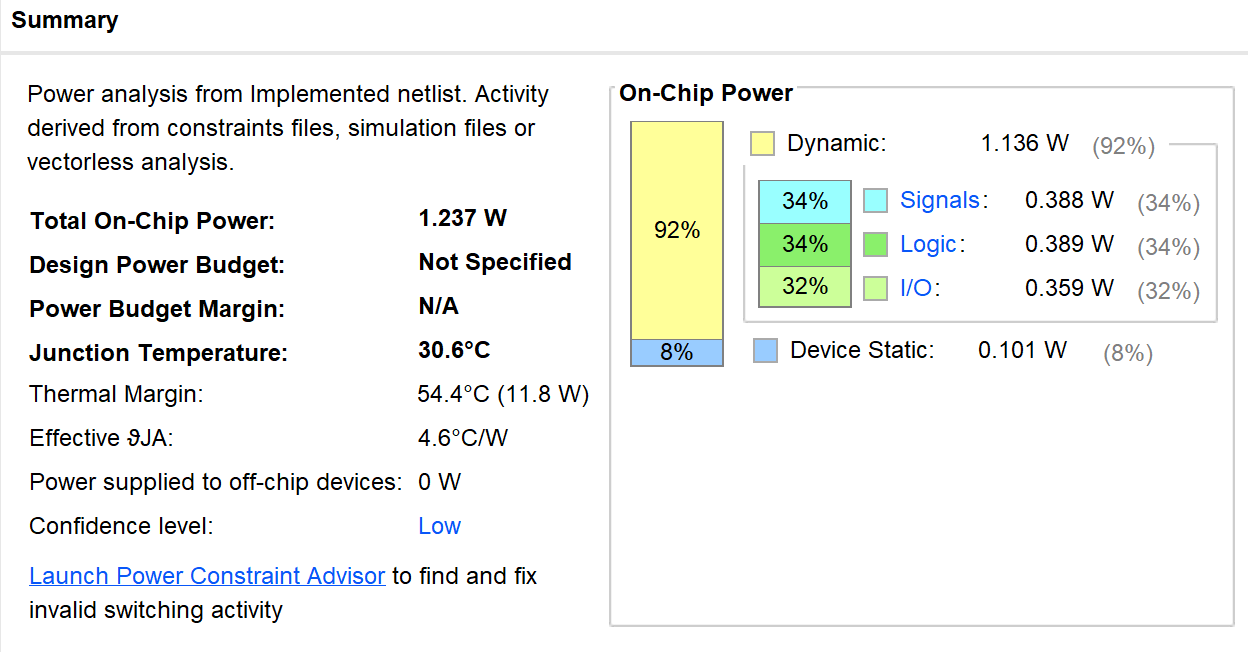 Summary
Power analysis from Implemented netlist. Activity
derived from constraints files, simulation files or
vectorless analysis.
Total On-Chip Power: 1.237 W
Design Power Budget: Not Specified
Power Budget Margin: N/A
Junction Temperature: 30.6°C
Thermal Margin: 54.4°C (11.8 W)
Effective ϑJA: 4.6°C/W
Power supplied to off-chip devices: 0 W
Confidence level: Low
Launch Power Constraint Advisor to find and fix
invalid switching activity
On-Chip Power
92%
8%
Dynamic: 1.136 W (92%)
34% Signals: 0.388 W (34%)
34% Logic: 0.389 W (34%)
32% I/O: 0.359 W (32%)
Device Static: 0.101 W (8%)